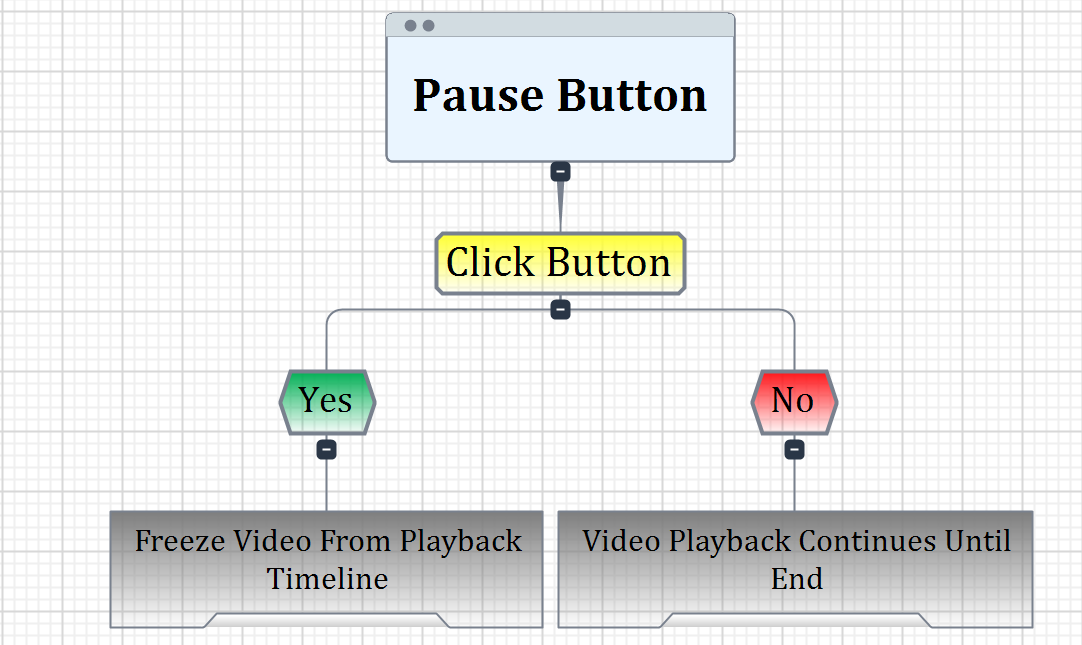 Pause Button
Click Button
Yes
No
Freeze Video From Playback
Timeline
Video Playback Continues Until
End